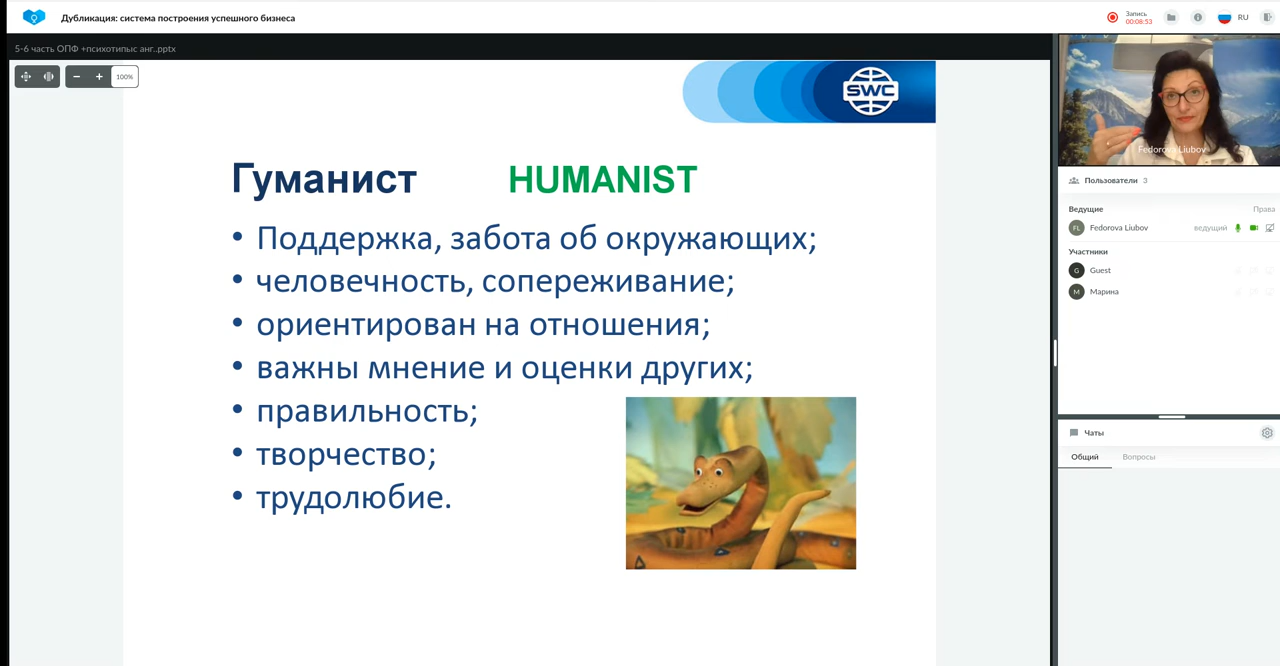 Дубликация: система построения успешного бизнеса
Запись
00:08:53
RU
5-6 часть ОПФ +психотипыс анг..pptx
100%
SWC
Гуманист HUMANIST
• Поддержка, забота об окружающих;
• человечность, сопереживание;
• ориентирован на отношения;
• важны мнение и оценки других;
• правильность;
• творчество;
• трудолюбие.
Fedorova Liubov
Пользователи 3
Ведущие Права
FL Fedorova Liubov ведущий
Участники
G Guest
М Марина
Чаты
Общий Вопросы